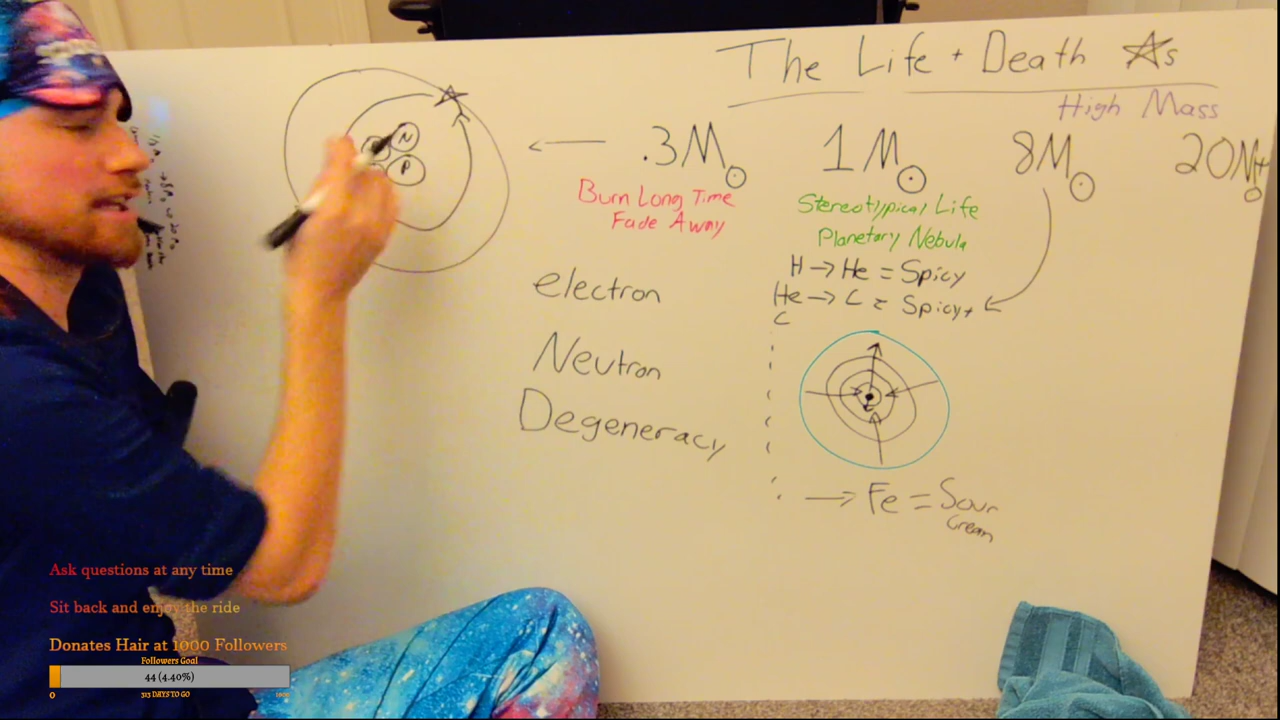 The Life + Death ☆s
High Mass
.3M☉
1M☉
8M☉
20M☉+
Burn Long Time
Fade Away
Stereotypical Life
Planetary Nebula
H → He = Spicy
He → C = Spicy+
C
→ Fe = Sour
Cream
N
P
electron
Neutron
Degeneracy
Ask questions at any time
Sit back and enjoy the ride
Donates Hair at 1000 Followers
Followers Goal
44 (4.40%)
0
313 DAYS TO GO
1000